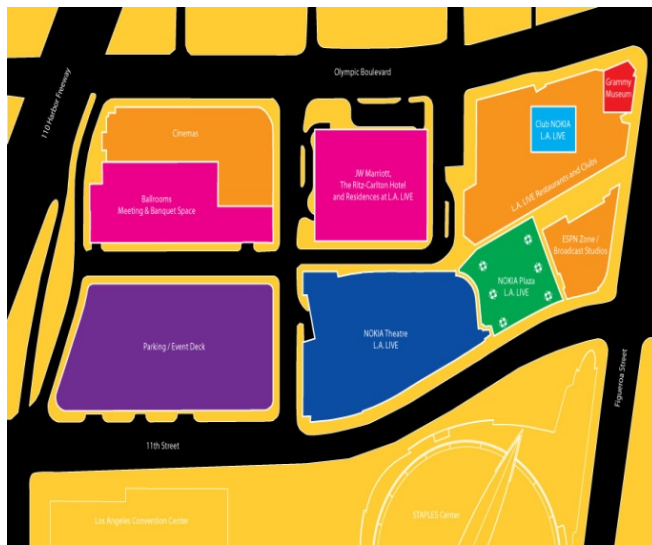 Olympic Boulevard
110 Harbor Freeway
Grammy
Museum
Cinemas
Club NOKIA
L.A. LIVE
JW Marriott,
The Ritz-Carlton Hotel
and Residences at L.A. LIVE
Ballrooms
Meeting & Banquet Space
L.A. LIVE Restaurants and Clubs
ESPN Zone /
Broadcast Studios
NOKIA Plaza
L.A. LIVE
NOKIA Theatre
L.A. LIVE
Parking / Event Deck
Figueroa Street
11th Street
Los Angeles Convention Center
STAPLES Center